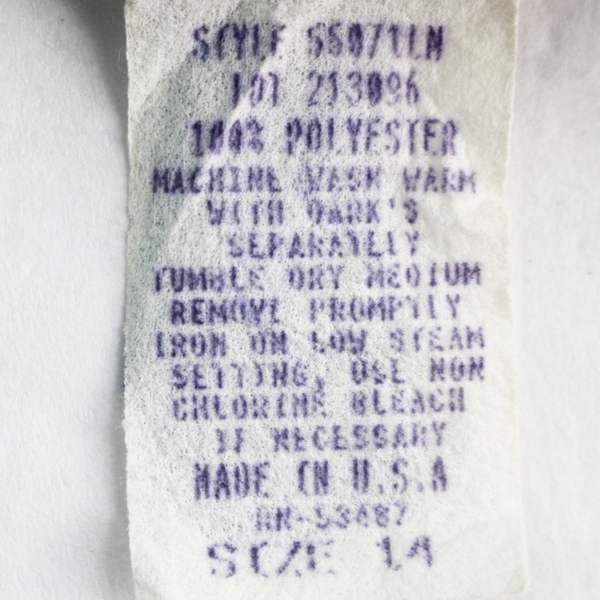 STYLE 55071LN
LOT 213096
100% POLYESTER
MACHINE WASH WARM
WITH DARK'S
SEPARATELY
TUMBLE DRY MEDIUM
REMOVE PROMPTLY
IRON ON LOW STEAM
SETTING, USE NON
CHLORINE BLEACH
IF NECESSARY
MADE IN U.S.A
RN-53487
SIZE 14